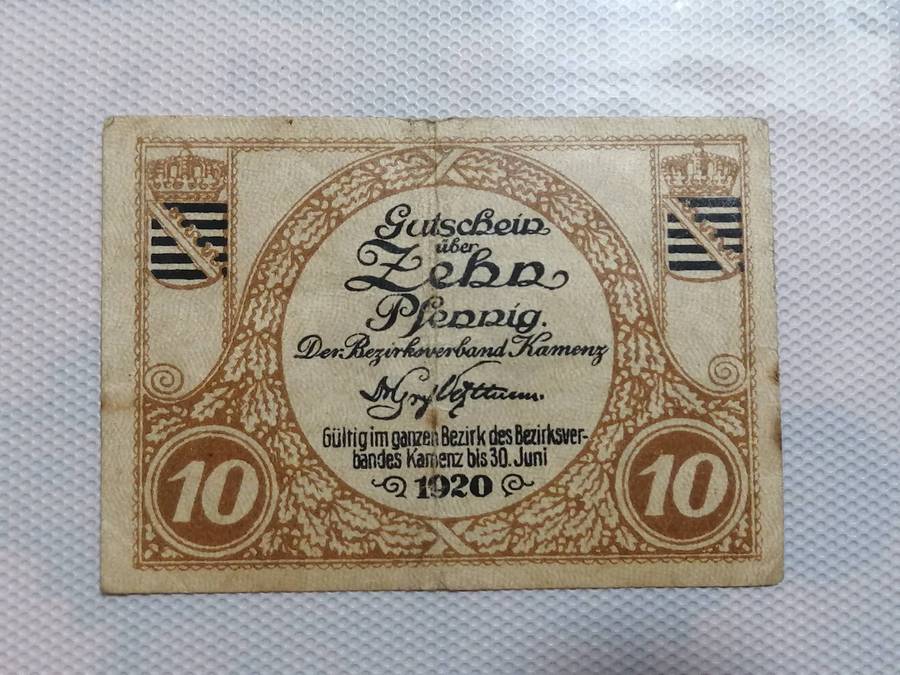 Gutschein
über
Zehn
Pfennig.
Der Bezirksverband Kamenz
Gültig im ganzen Bezirk des Bezirksver-
bandes Kamenz bis 30. Juni
1920
10
10